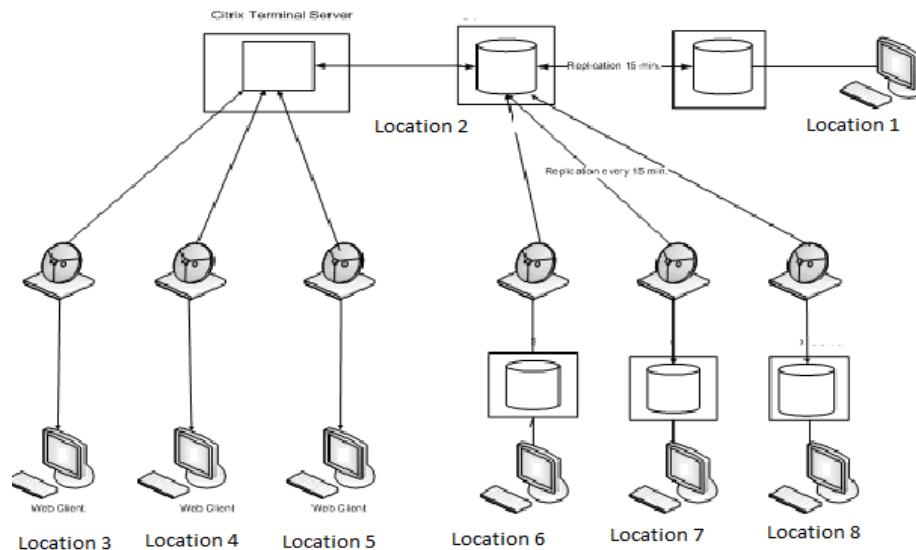 Citrix Terminal Server
Replication 15 min.
Location 2
Location 1
Replication every 15 min.
Web Client
Web Client
Web Client
Location 3
Location 4
Location 5
Location 6
Location 7
Location 8